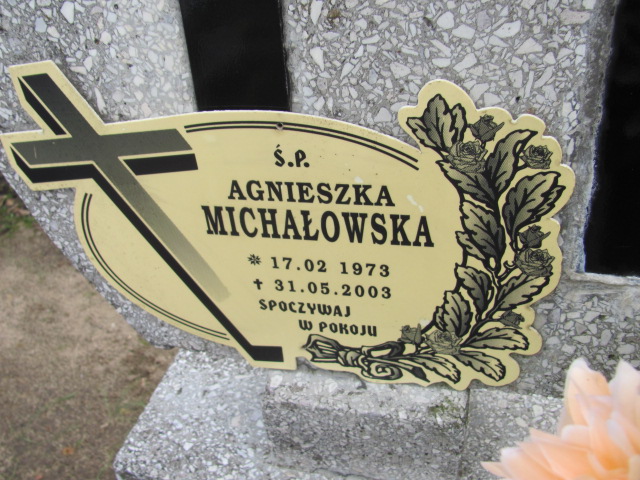 Ś.P.
AGNIESZKA
MICHAŁOWSKA
* 17.02 1973
✝ 31.05.2003
SPOCZYWAJ
W POKOJU